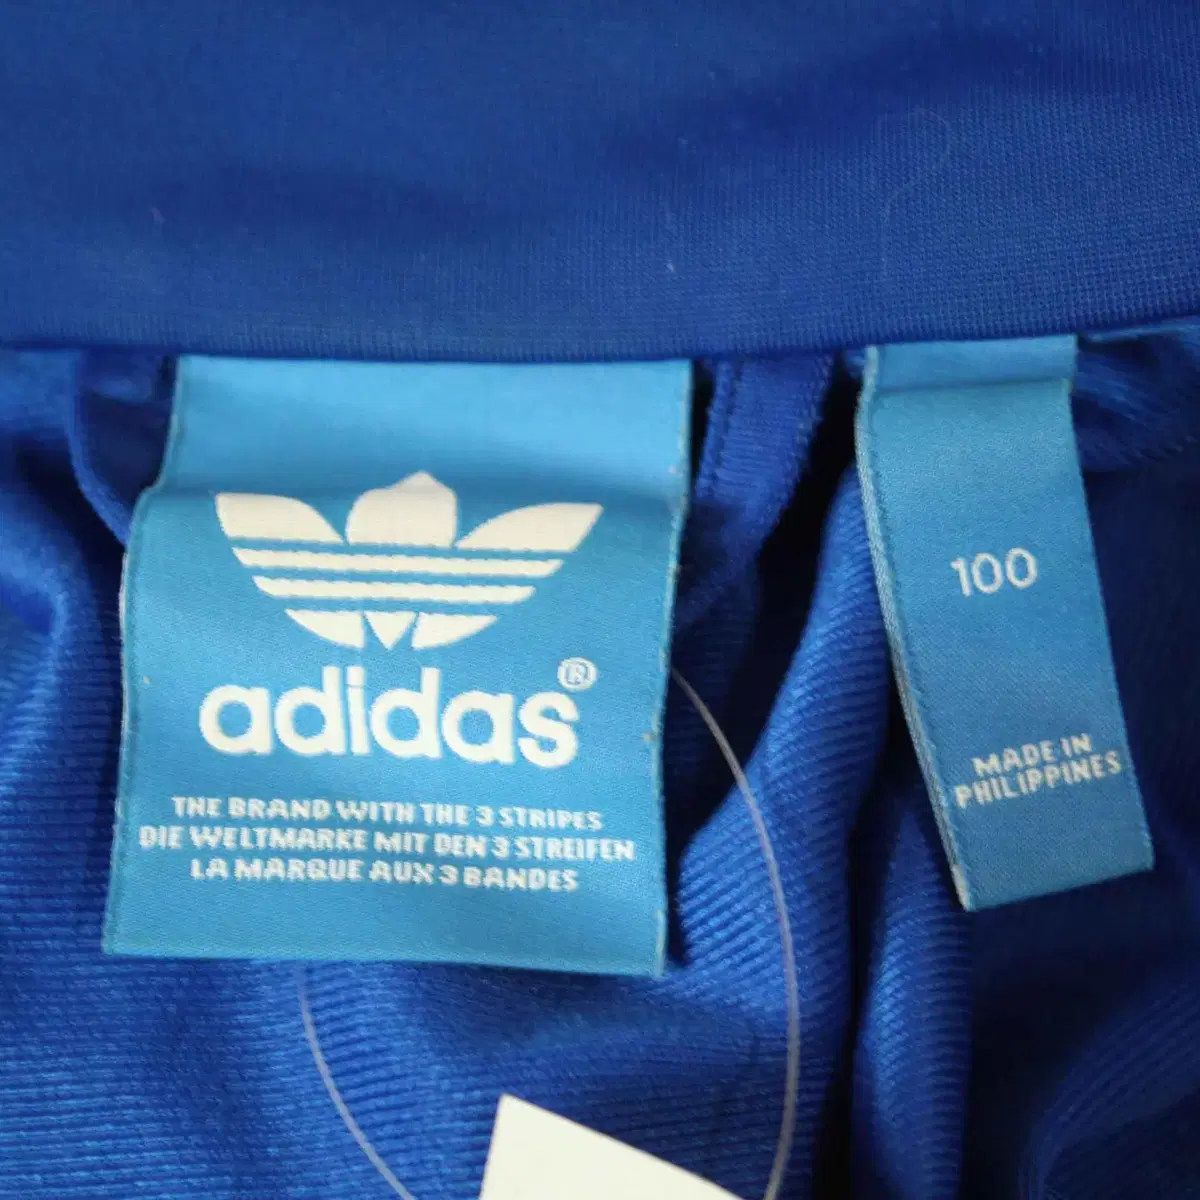 adidas®
THE BRAND WITH THE 3 STRIPES
DIE WELTMARKE MIT DEN 3 STREIFEN
LA MARQUE AUX 3 BANDES
100
MADE IN
PHILIPPINES